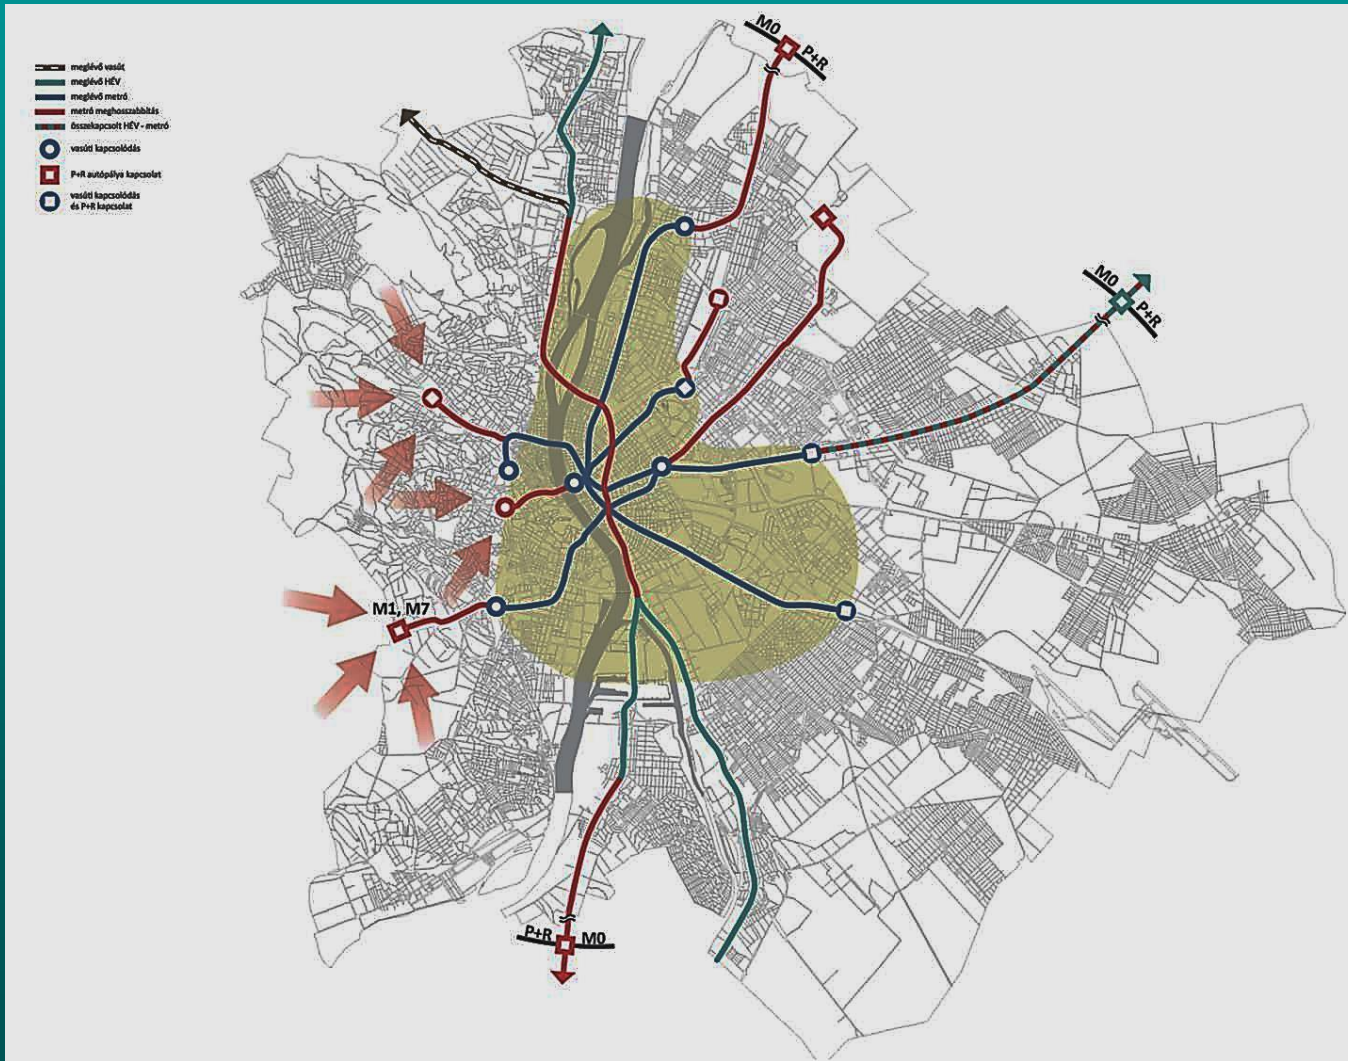 meglévő vasút
meglévő HÉV
meglévő metró
metró meghosszabbítás
összekapcsolt HÉV - metró
vasúti kapcsolódás
P+R autópálya kapcsolat
vasúti kapcsolódás
és P+R kapcsolat
M0
P+R
M0
P+R
M1, M7
P+R
M0